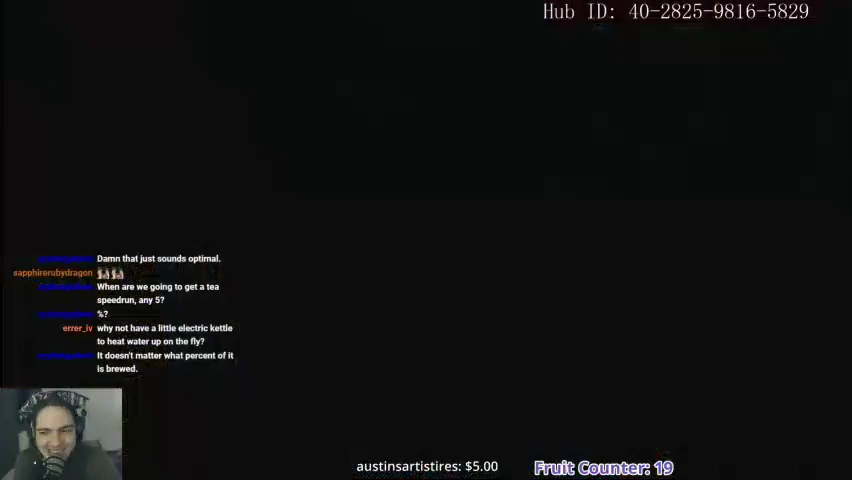 Hub ID: 40-2825-9816-5829
Damn that just sounds optimal.
sapphirerubydragon
When are we going to get a tea
speedrun, any 5?
%?
errer_iv why not have a little electric kettle
to heat water up on the fly?
It doesn't matter what percent of it
is brewed.
austinsartistires: $5.00
Fruit Counter: 19